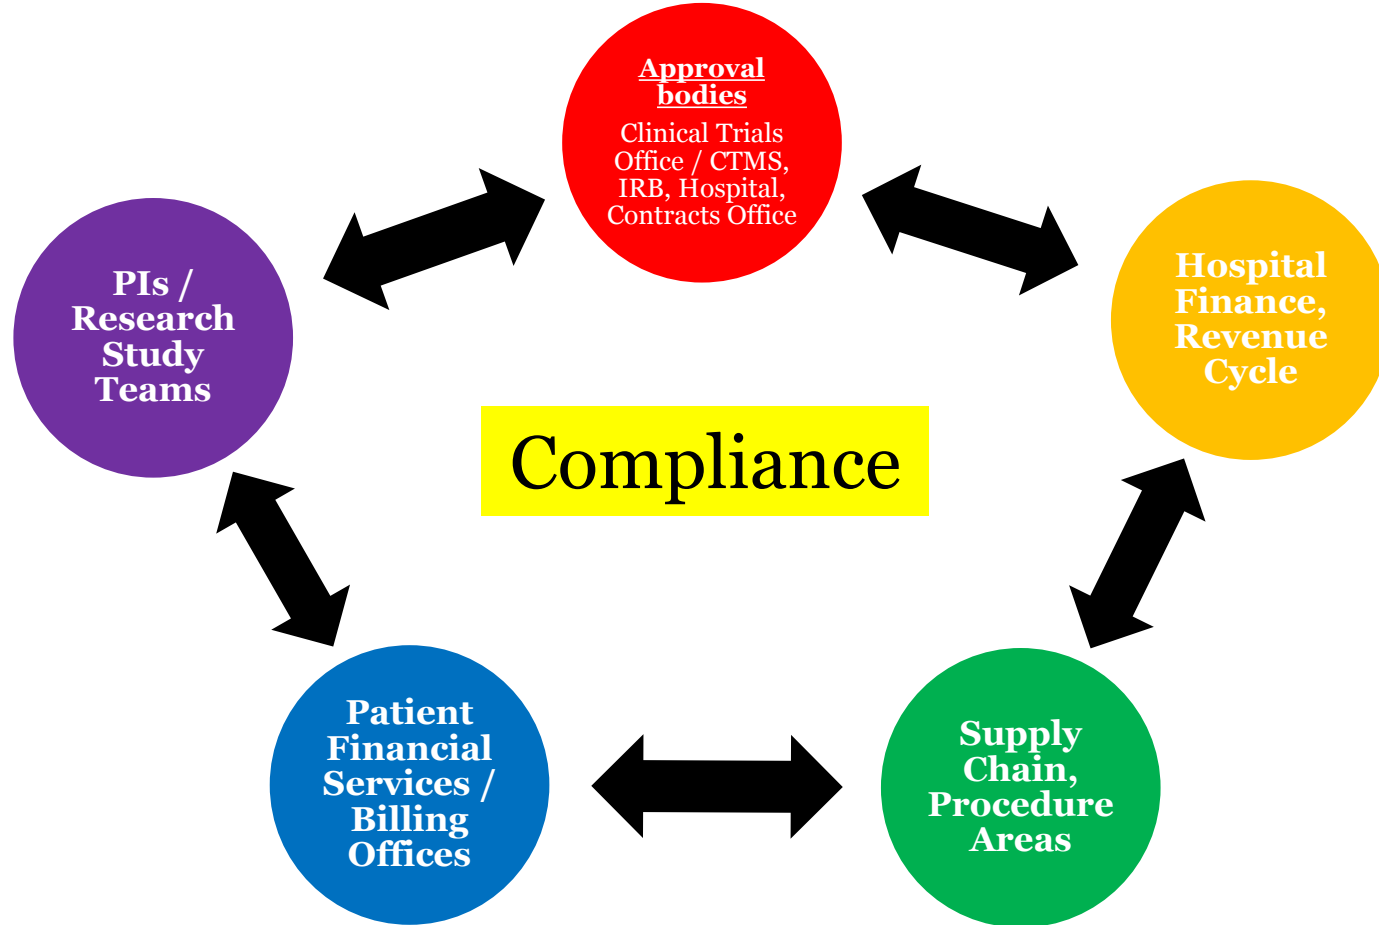 Approval
bodies
Clinical Trials
Office / CTMS,
IRB, Hospital,
Contracts Office
Hospital
Finance,
Revenue
Cycle
PIs /
Research
Study
Teams
Compliance
Patient
Financial
Services /
Billing
Offices
Supply
Chain,
Procedure
Areas